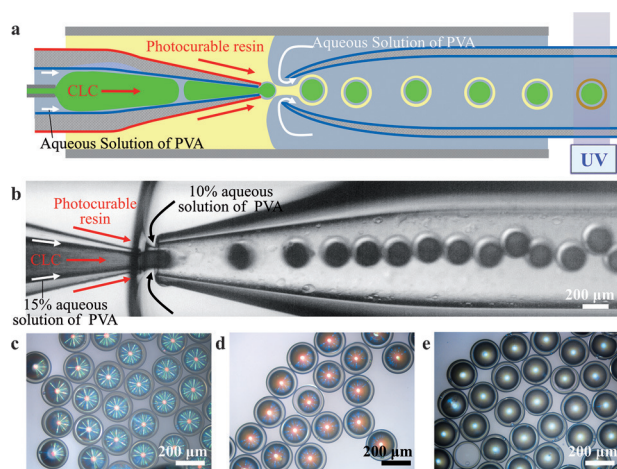 a
Photocurable resin
Aqueous Solution of PVA
CLC
Aqueous Solution of PVA
UV
b
10% aqueous
solution of PVA
Photocurable
resin
CLC
15% aqueous
solution of PVA
200 µm
c
d
e
200 µm
200 µm
200 µm